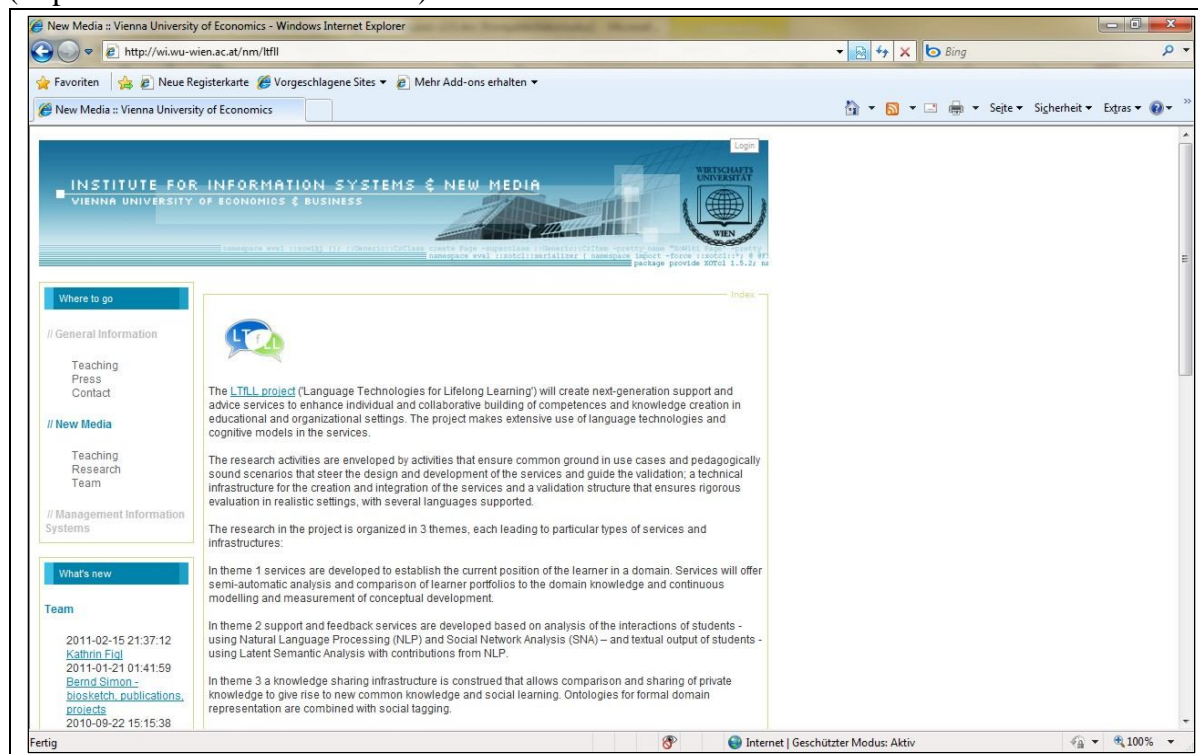 New Media :: Vienna University of Economics - Windows Internet Explorer
http://wi.wu-wien.ac.at/nm/ltfll
Bing
Favoriten
Neue Registerkarte
Vorgeschlagene Sites
Mehr Add-ons erhalten
New Media :: Vienna University of Economics
Seite
Sicherheit
Extras
Login
INSTITUTE FOR INFORMATION SYSTEMS & NEW MEDIA
VIENNA UNIVERSITY OF ECONOMICS & BUSINESS
WIRTSCHAFTS
UNIVERSITÄT
WIEN
package provide XOTcl 1.5.2;
Where to go
// General Information
Teaching
Press
Contact
// New Media
Teaching
Research
Team
// Management Information
Systems
What's new
Team
2011-02-15 21:37:12
Kathrin Figl
2011-01-21 01:41:59
Bernd Simon -
biosketch, publications,
projects
2010-09-22 15:15:38
Index
LTfLL
The LTfLL project ('Language Technologies for Lifelong Learning') will create next-generation support and
advice services to enhance individual and collaborative building of competences and knowledge creation in
educational and organizational settings. The project makes extensive use of language technologies and
cognitive models in the services.
The research activities are enveloped by activities that ensure common ground in use cases and pedagogically
sound scenarios that steer the design and development of the services and guide the validation; a technical
infrastructure for the creation and integration of the services and a validation structure that ensures rigorous
evaluation in realistic settings, with several languages supported.
The research in the project is organized in 3 themes, each leading to particular types of services and
infrastructures:
In theme 1 services are developed to establish the current position of the learner in a domain. Services will offer
semi-automatic analysis and comparison of learner portfolios to the domain knowledge and continuous
modelling and measurement of conceptual development.
In theme 2 support and feedback services are developed based on analysis of the interactions of students -
using Natural Language Processing (NLP) and Social Network Analysis (SNA) – and textual output of students -
using Latent Semantic Analysis with contributions from NLP.
In theme 3 a knowledge sharing infrastructure is construed that allows comparison and sharing of private
knowledge to give rise to new common knowledge and social learning. Ontologies for formal domain
representation are combined with social tagging.
Fertig
Internet | Geschützter Modus: Aktiv
100%